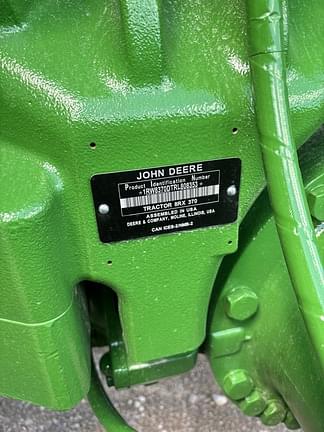 JOHN DEERE
Product Identification Number
*1RW8370DTRL808353*
TRACTOR 8RX 370
ASSEMBLED IN USA
DEERE & COMPANY, MOLINE, ILLINOIS, USA
CAN ICES-2/NMB-2